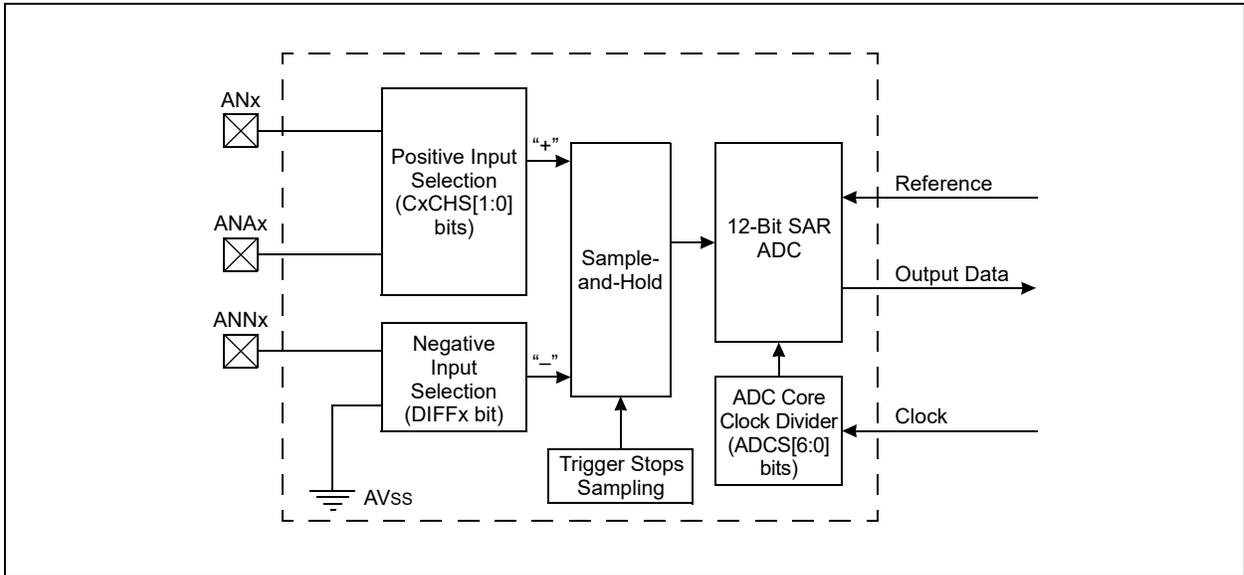 ANx
ANAx
ANNx
Positive Input
Selection
(CxCHS[1:0]
bits)
"+"
Negative
Input
Selection
(DIFFx bit)
"–"
AVSS
Sample-
and-Hold
Trigger Stops
Sampling
12-Bit SAR
ADC
ADC Core
Clock Divider
(ADCS[6:0]
bits)
Reference
Output Data
Clock